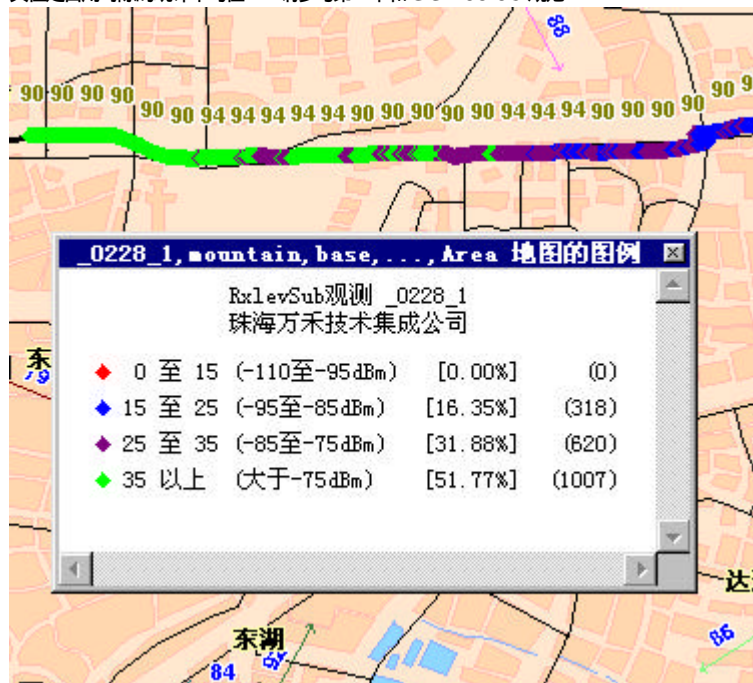 88
90 90 90 90 90 90 94 94 94 94 94 90 90 90 90 90 90 94 94 94 90 90 90 90 90 9
_0228_1,mountain,base,...,Area 地图的图例
RxlevSub观测 _0228_1
珠海万禾技术集成公司
0 至 15 (-110至-95dBm) [0.00%] (0)
15 至 25 (-95至-85dBm) [16.35%] (318)
25 至 35 (-85至-75dBm) [31.88%] (620)
35 以上 (大于-75dBm) [51.77%] (1007)
东
79
达
东湖
84
86